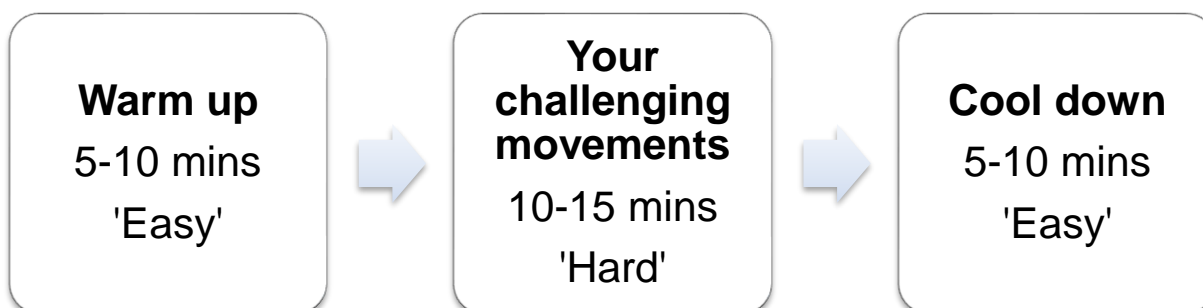 Warm up
5-10 mins
'Easy'
Your
challenging
movements
10-15 mins
'Hard'
Cool down
5-10 mins
'Easy'